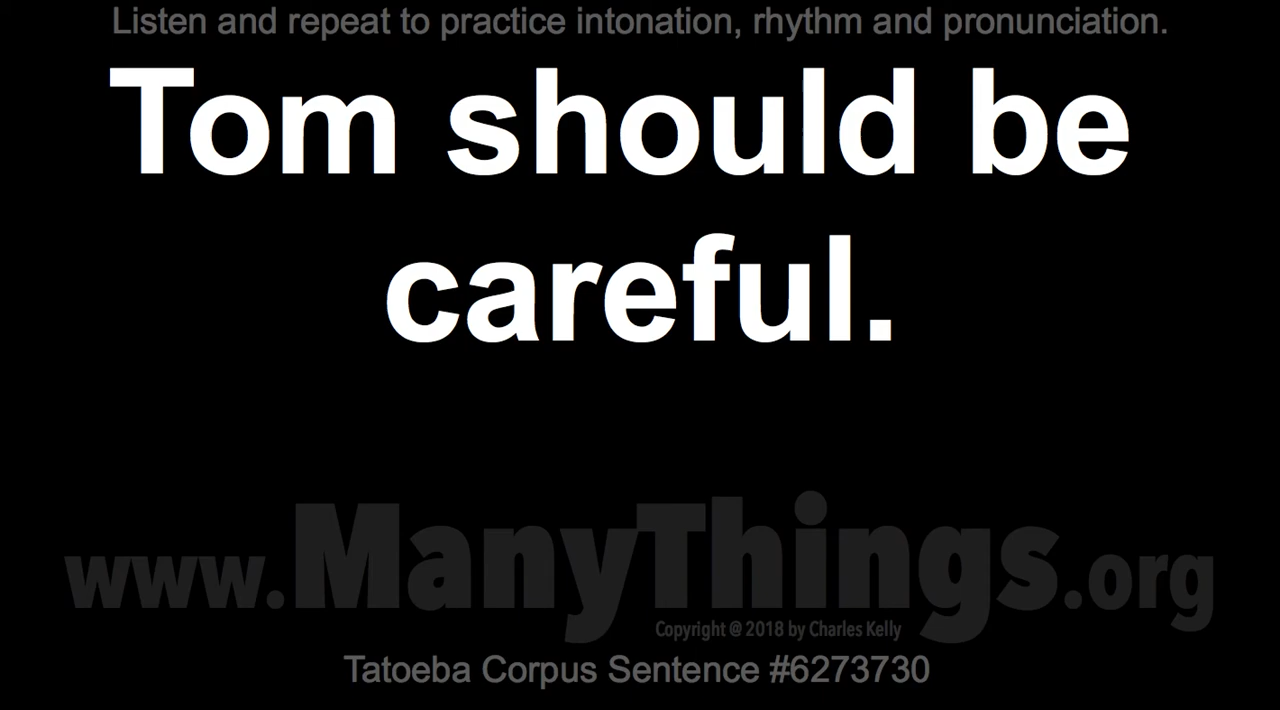 Listen and repeat to practice intonation, rhythm and pronunciation.
Tom should be
careful.
www.ManyThings.org
Copyright @ 2018 by Charles Kelly
Tatoeba Corpus Sentence #6273730